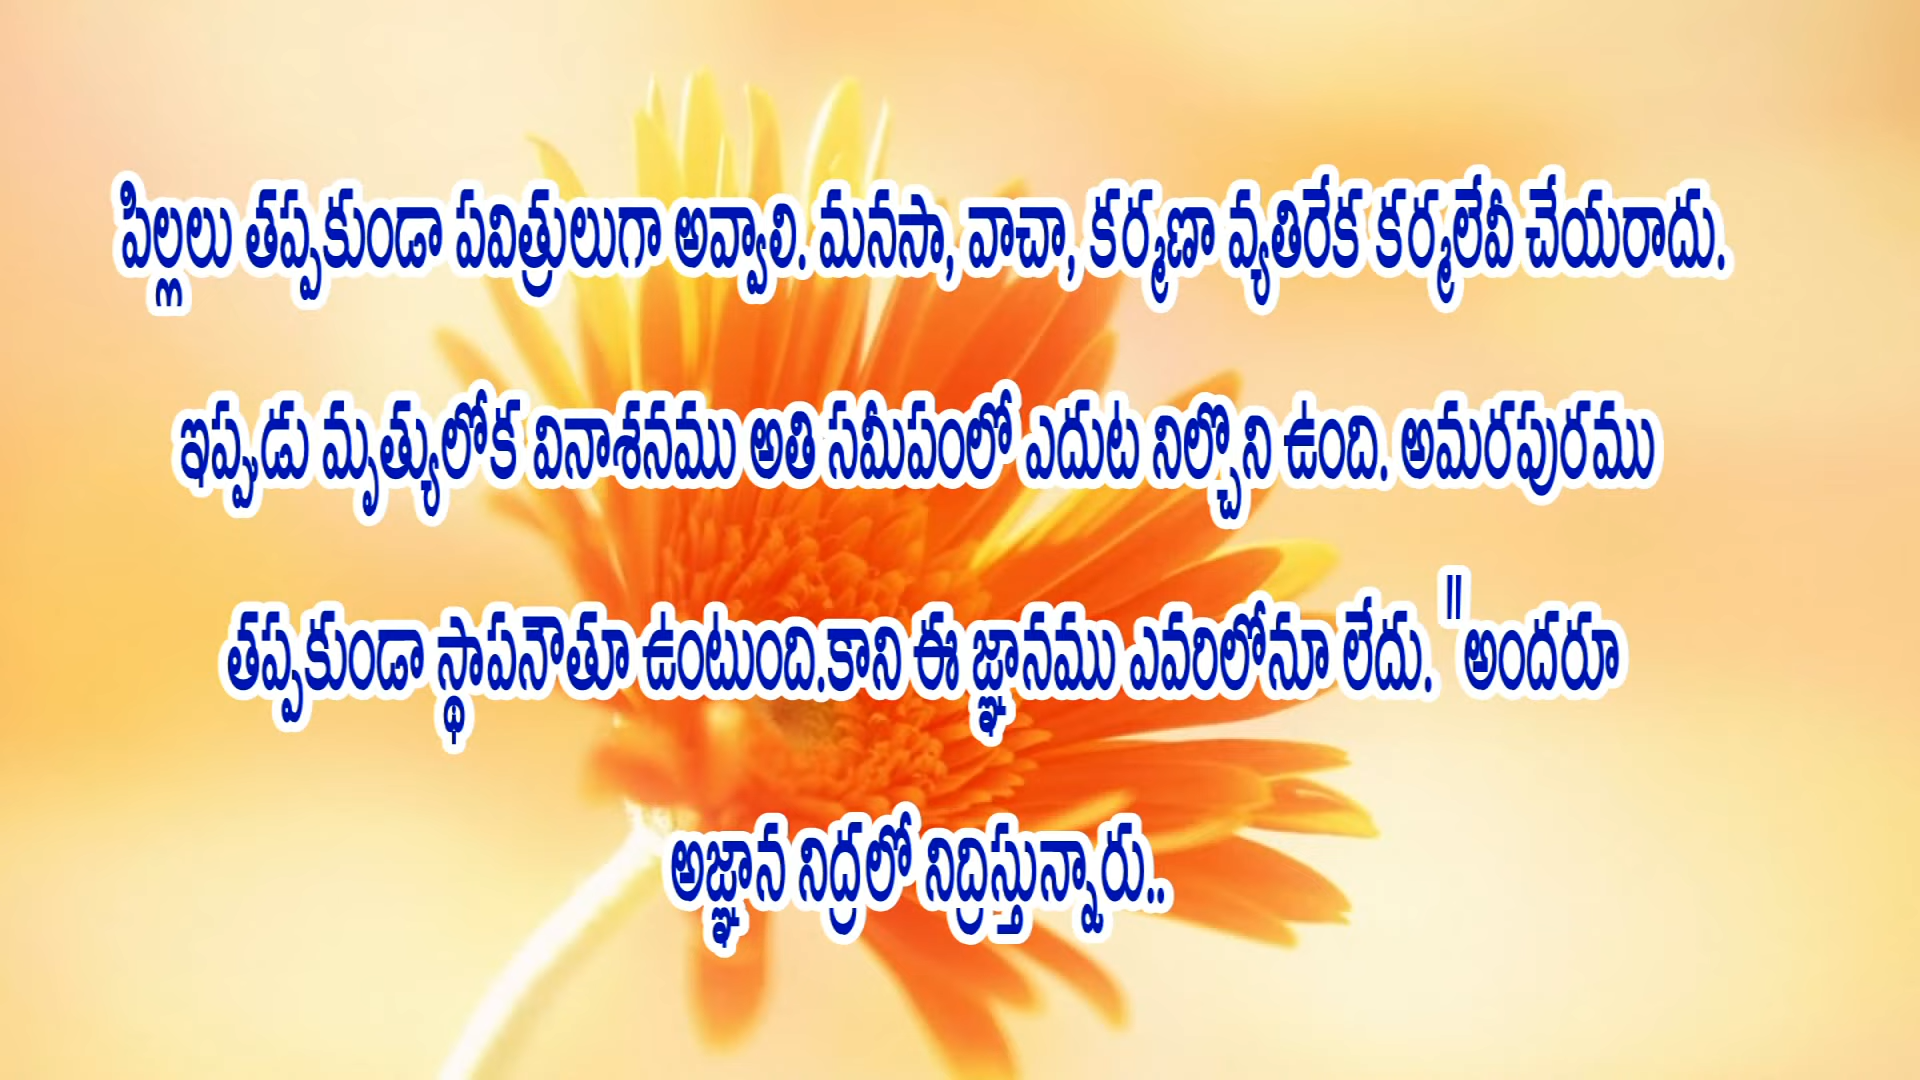 పిల్లలు తప్పకుండా పవిత్రులుగా అవ్వాలి. మనసా, వాచా, కర్మణా వ్యతిరేక కర్మలేవీ చేయరాదు.
ఇప్పుడు మృత్యులోక వినాశనము అతి సమీపంలో ఎదుట నిల్చొని ఉంది. అమరపురము
తప్పకుండా స్థాపనౌతూ ఉంటుంది.కాని ఈ జ్ఞానము ఎవరిలోనూ లేదు. "అందరూ
అజ్ఞాన నిద్రలో నిద్రిస్తున్నారు..